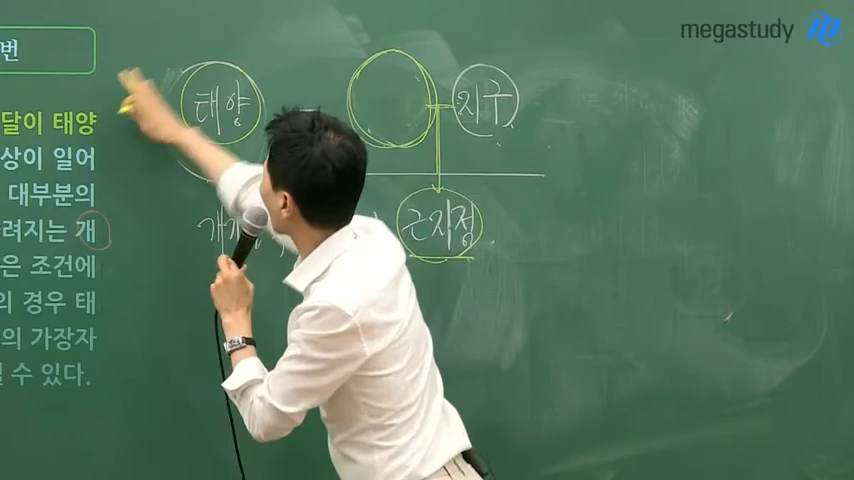 megastudy
번
달이 태양
상이 일어
대부분의
려지는 개
은 조건에
의 경우 태
의 가장자
수 있다.
태양
지구
개기
근지점